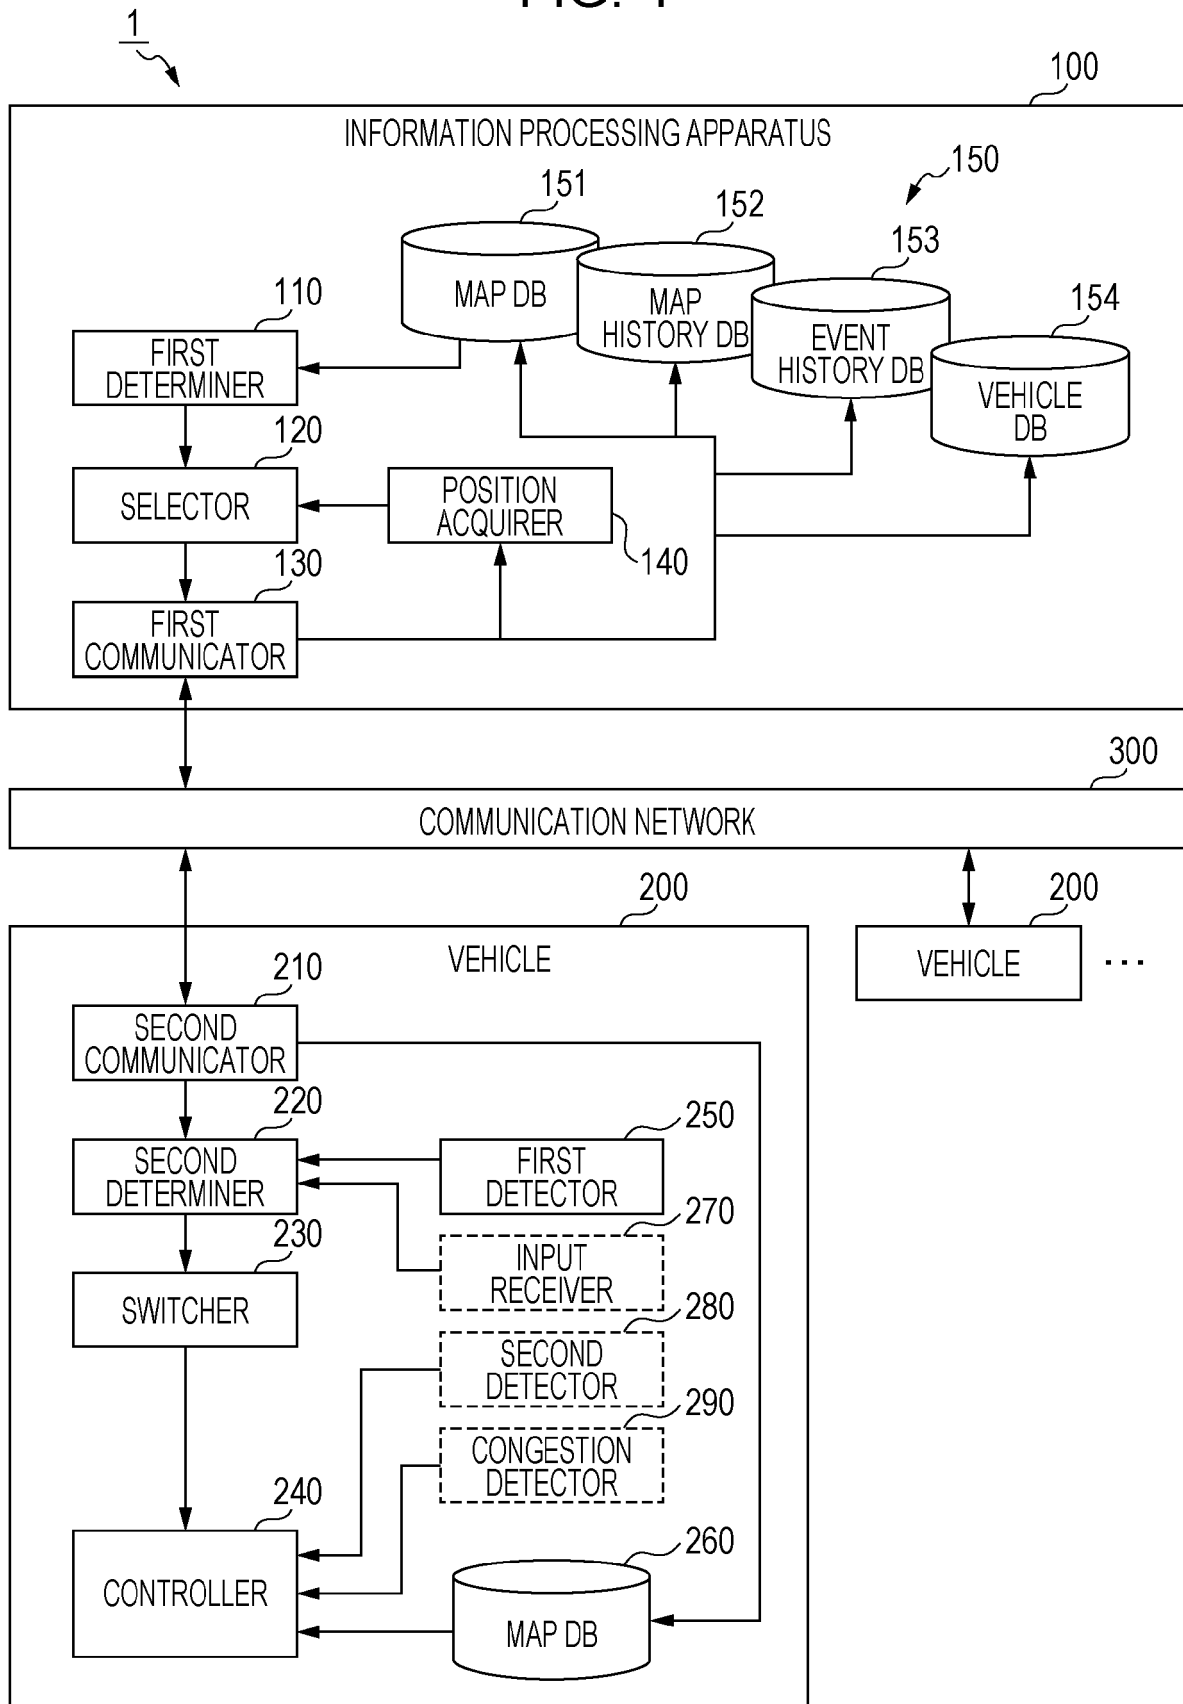 1
100
INFORMATION PROCESSING APPARATUS
150
151
152
153
154
MAP DB
MAP
HISTORY DB
EVENT
HISTORY DB
VEHICLE
DB
110
FIRST
DETERMINER
120
SELECTOR
POSITION
ACQUIRER
140
130
FIRST
COMMUNICATOR
300
COMMUNICATION NETWORK
200
VEHICLE
200
VEHICLE
...
210
SECOND
COMMUNICATOR
220
SECOND
DETERMINER
250
FIRST
DETECTOR
230
SWITCHER
270
INPUT
RECEIVER
280
SECOND
DETECTOR
290
CONGESTION
DETECTOR
240
CONTROLLER
260
MAP DB